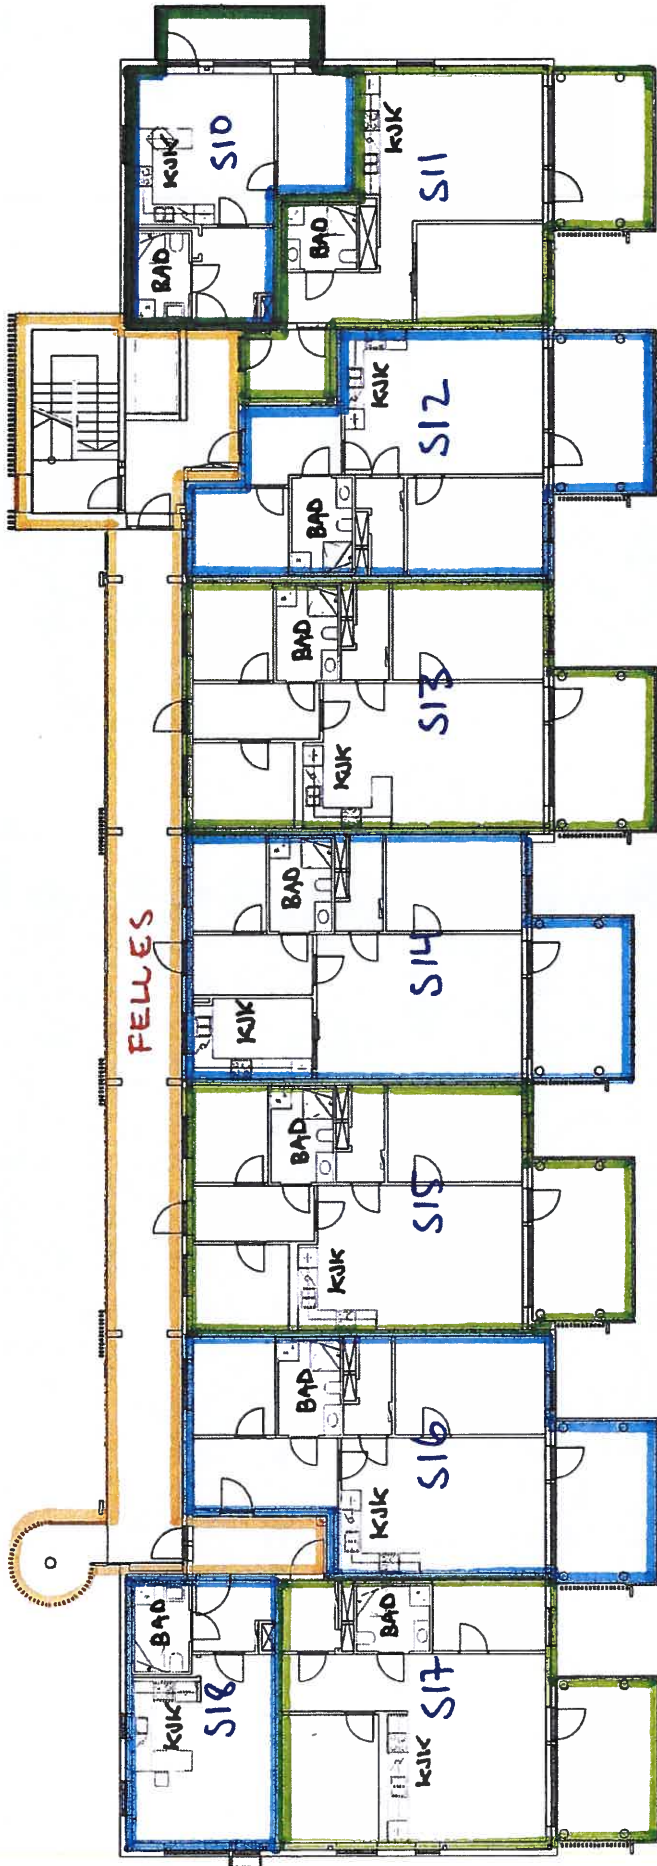 S10
KJK
BAD
S11
KJK
BAD
S12
KJK
BAD
S13
BAD
KJK
FELLES
S14
BAD
KJK
S15
BAD
KJK
S16
BAD
KJK
S17
BAD
KJK
S18
BAD
KJK